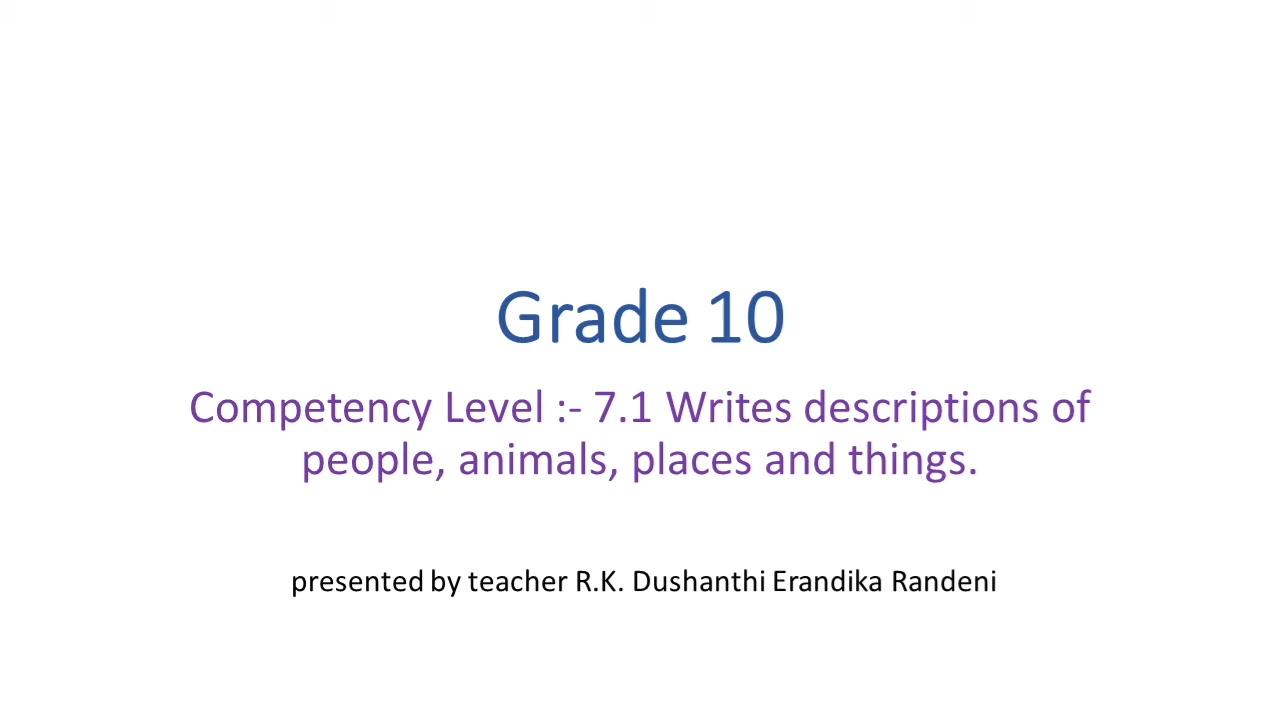 Grade 10
Competency Level :- 7.1 Writes descriptions of
people, animals, places and things.
presented by teacher R.K. Dushanthi Erandika Randeni